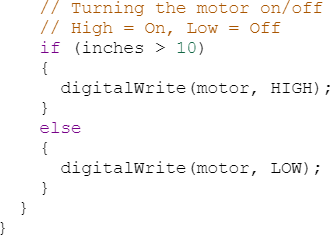 // Turning the motor on/off
// High = On, Low = Off
if (inches > 10)
{
digitalWrite(motor, HIGH);
}
else
{
digitalWrite(motor, LOW);
}
}
}